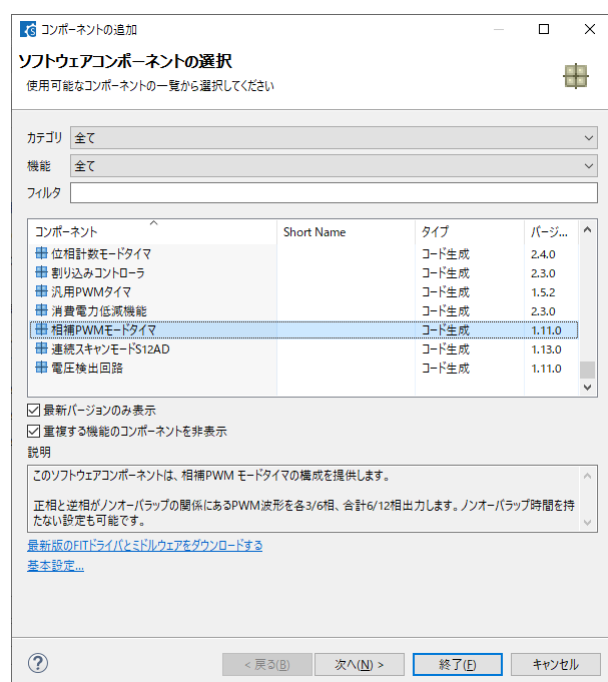 コンポーネントの追加
ソフトウェアコンポーネントの選択
使用可能なコンポーネントの一覧から選択してください
カテゴリ 全て
機能 全て
フィルタ
コンポーネント Short Name タイプ バージ...
位相計数モードタイマ コード生成 2.4.0
割り込みコントローラ コード生成 2.3.0
汎用PWMタイマ コード生成 1.5.2
消費電力低減機能 コード生成 2.3.0
相補PWMモードタイマ コード生成 1.11.0
連続スキャンモードS12AD コード生成 1.13.0
電圧検出回路 コード生成 1.11.0
最新バージョンのみ表示
重複する機能のコンポーネントを非表示
説明
このソフトウェアコンポーネントは、相補PWM モードタイマの構成を提供します。
正相と逆相がノンオーバラップの関係にあるPWM波形を各3/6相、合計6/12相出力します。ノンオーバラップ時間を持
たない設定も可能です。
最新版のFITドライバとミドルウェアをダウンロードする
基本設定...
? < 戻る(B) 次へ(N) > 終了(F) キャンセル